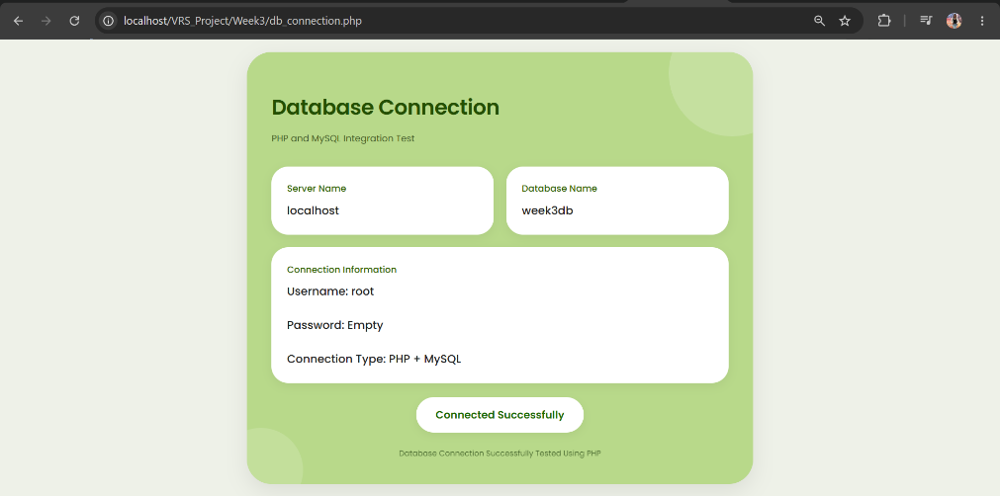 localhost/VRS_Project/Week3/db_connection.php
Database Connection
PHP and MySQL Integration Test
Server Name
localhost
Database Name
week3db
Connection Information
Username: root
Password: Empty
Connection Type: PHP + MySQL
Connected Successfully
Database Connection Successfully Tested Using PHP